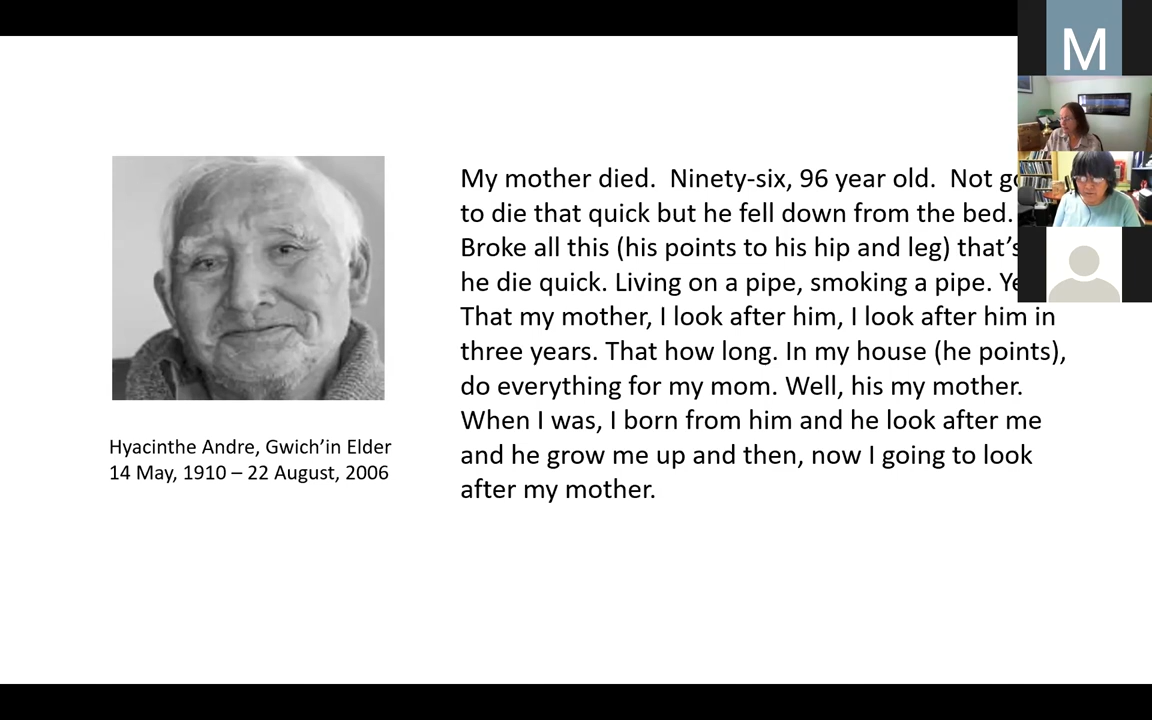 M
My mother died.  Ninety-six, 96 year old.  Not
to die that quick but he fell down from the bed.
Broke all this (his points to his hip and leg)
he die quick. Living on a pipe, smoking a pipe.
That my mother, I look after him, I look after him in
three years. That how long. In my house (he points),
do everything for my mom. Well, his my mother.
When I was, I born from him and he look after me
and he grow me up and then, now I going to look
after my mother.
Hyacinthe Andre, Gwich’in Elder
14 May, 1910 – 22 August, 2006